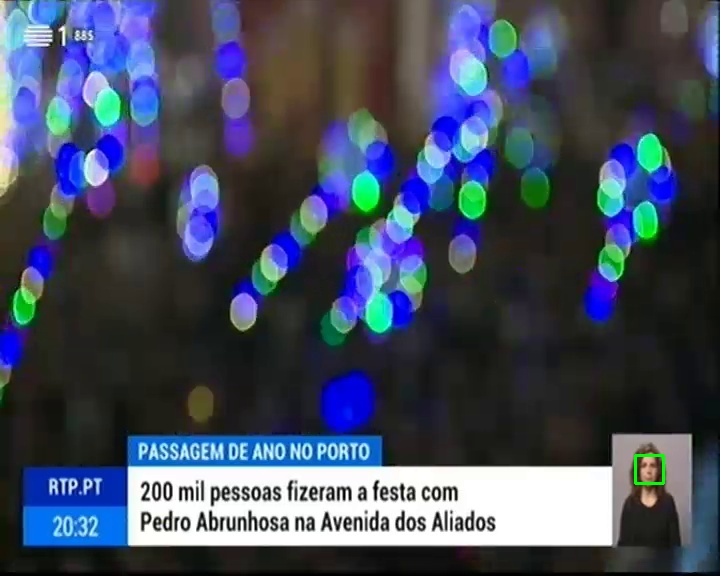 1 885
PASSAGEM DE ANO NO PORTO
RTP.PT
200 mil pessoas fizeram a festa com
20:32
Pedro Abrunhosa na Avenida dos Aliados